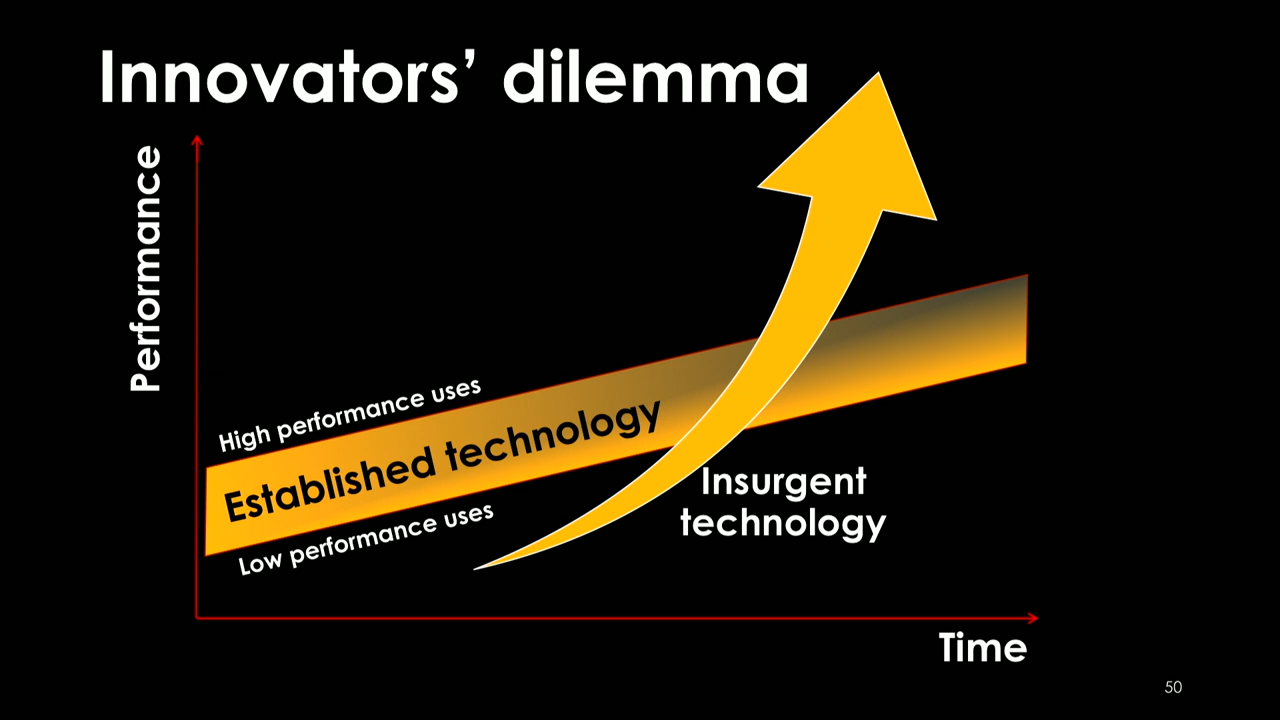 Innovators’ dilemma
Performance
High performance uses
Established technology
Low performance uses
Insurgent
technology
Time
50